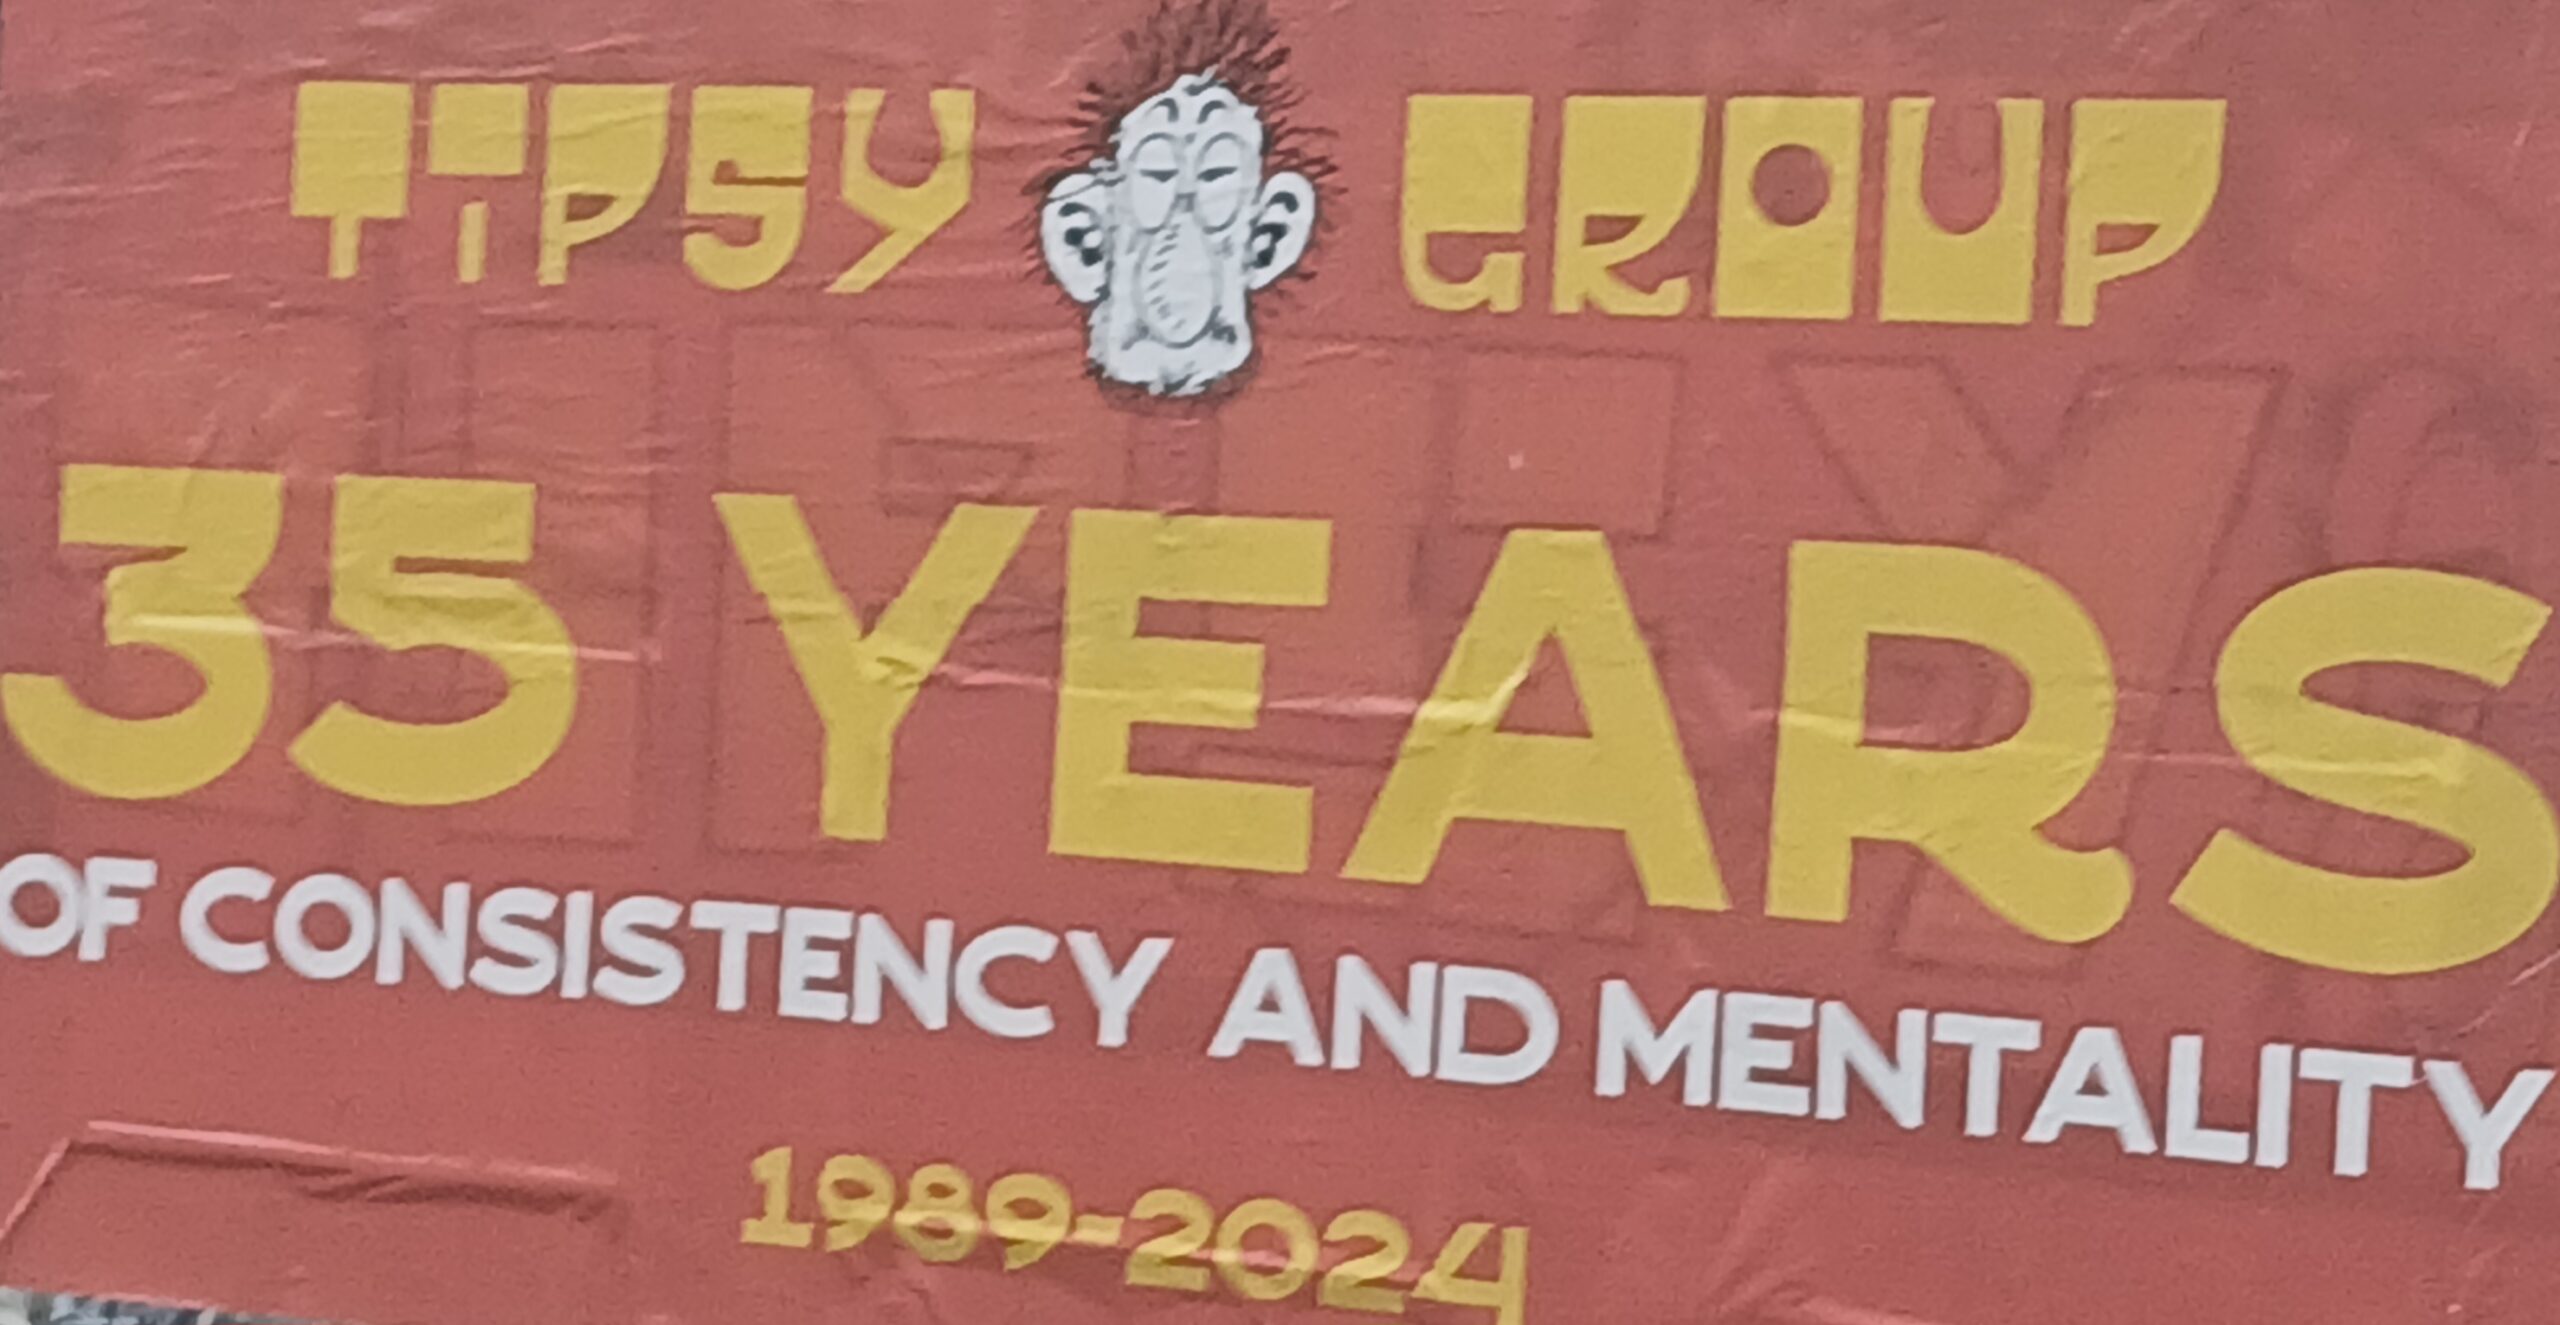 TIPSY GROUP
35 YEARS
OF CONSISTENCY AND MENTALITY
1989-2024